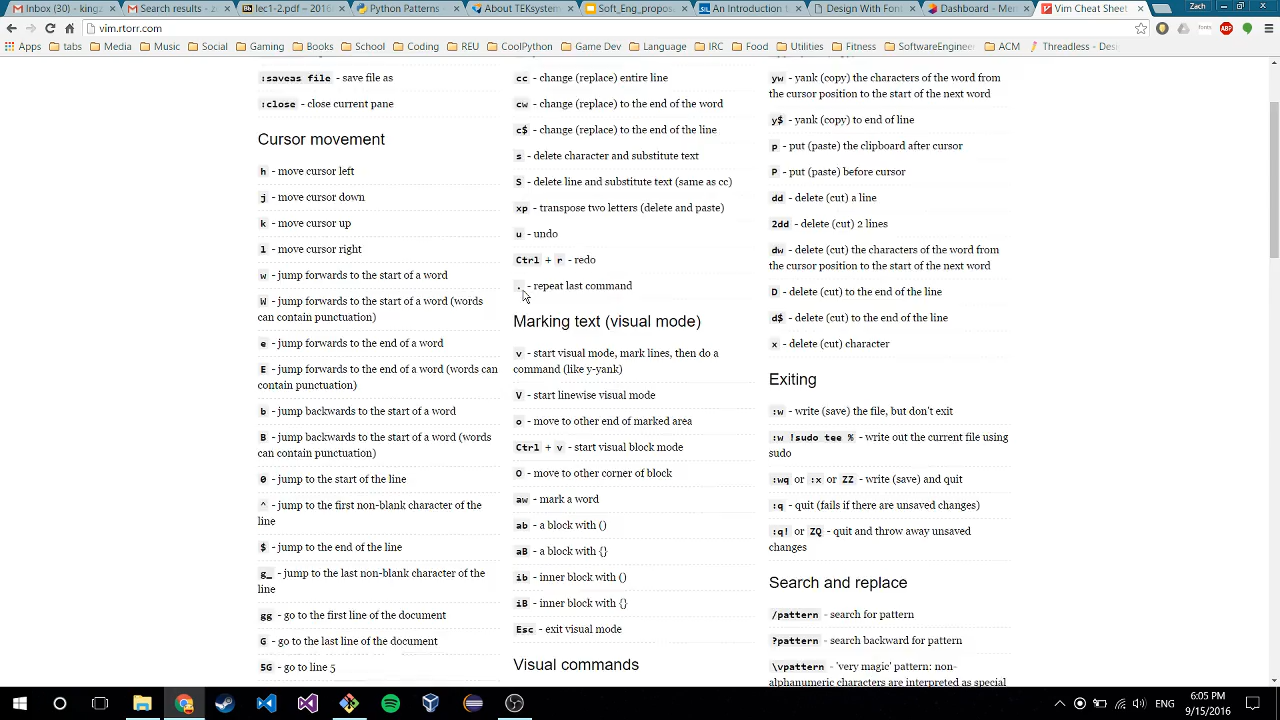 Inbox (30) - kingz
Search results - z
lec1-2.pdf – 2016
Python Patterns
About TEKsystem
Soft_Eng_propos
An Introduction t
Design With Font
Dashboard - Mem
Vim Cheat Sheet
Zach
vim.rtorr.com
Apps
tabs
Media
Music
Social
Gaming
Books
School
Coding
REU
CoolPython
Game Dev
Language
IRC
Food
Utilities
Fitness
SoftwareEnginee
ACM
Threadless - Desi
:saveas file - save file as
:close - close current pane
Cursor movement
h - move cursor left
j - move cursor down
k - move cursor up
l - move cursor right
w - jump forwards to the start of a word
W - jump forwards to the start of a word (words
can contain punctuation)
e - jump forwards to the end of a word
E - jump forwards to the end of a word (words can
contain punctuation)
b - jump backwards to the start of a word
B - jump backwards to the start of a word (words
can contain punctuation)
0 - jump to the start of the line
^ - jump to the first non-blank character of the
line
$ - jump to the end of the line
g_ - jump to the last non-blank character of the
line
gg - go to the first line of the document
G - go to the last line of the document
5G - go to line 5
cc - change (replace) entire line
cw - change (replace) to the end of the word
c$ - change (replace) to the end of the line
s - delete character and substitute text
S - delete line and substitute text (same as cc)
xp - transpose two letters (delete and paste)
u - undo
Ctrl + r - redo
. - repeat last command
Marking text (visual mode)
v - start visual mode, mark lines, then do a
command (like y-yank)
V - start linewise visual mode
o - move to other end of marked area
Ctrl + v - start visual block mode
O - move to other corner of block
aw - mark a word
ab - a block with ()
aB - a block with {}
ib - inner block with ()
iB - inner block with {}
Esc - exit visual mode
Visual commands
yw - yank (copy) the characters of the word from
the cursor position to the start of the next word
y$ - yank (copy) to end of line
p - put (paste) the clipboard after cursor
P - put (paste) before cursor
dd - delete (cut) a line
2dd - delete (cut) 2 lines
dw - delete (cut) the characters of the word from
the cursor position to the start of the next word
D - delete (cut) to the end of the line
d$ - delete (cut) to the end of the line
x - delete (cut) character
Exiting
:w - write (save) the file, but don't exit
:w !sudo tee % - write out the current file using
sudo
:wq or :x or ZZ - write (save) and quit
:q - quit (fails if there are unsaved changes)
:q! or ZQ - quit and throw away unsaved
changes
Search and replace
/pattern - search for pattern
?pattern - search backward for pattern
\vpattern - 'very magic' pattern: non-
alphanumeric characters are interpreted as special
ENG
6:05 PM
9/15/2016